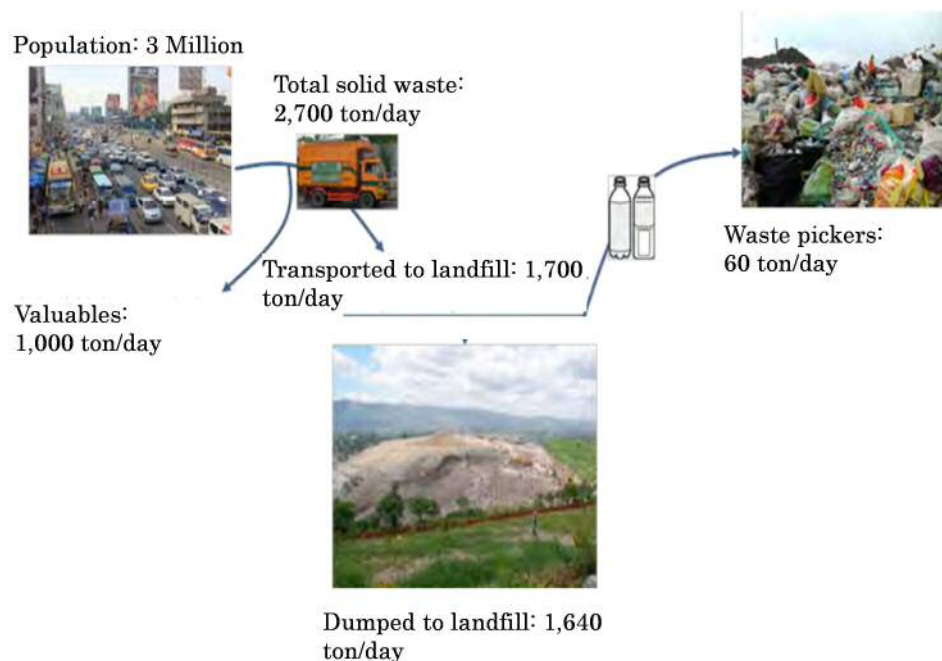 Population: 3 Million
Total solid waste:
2,700 ton/day
Transported to landfill: 1,700
ton/day
Valuables:
1,000 ton/day
Waste pickers:
60 ton/day
Dumped to landfill: 1,640
ton/day